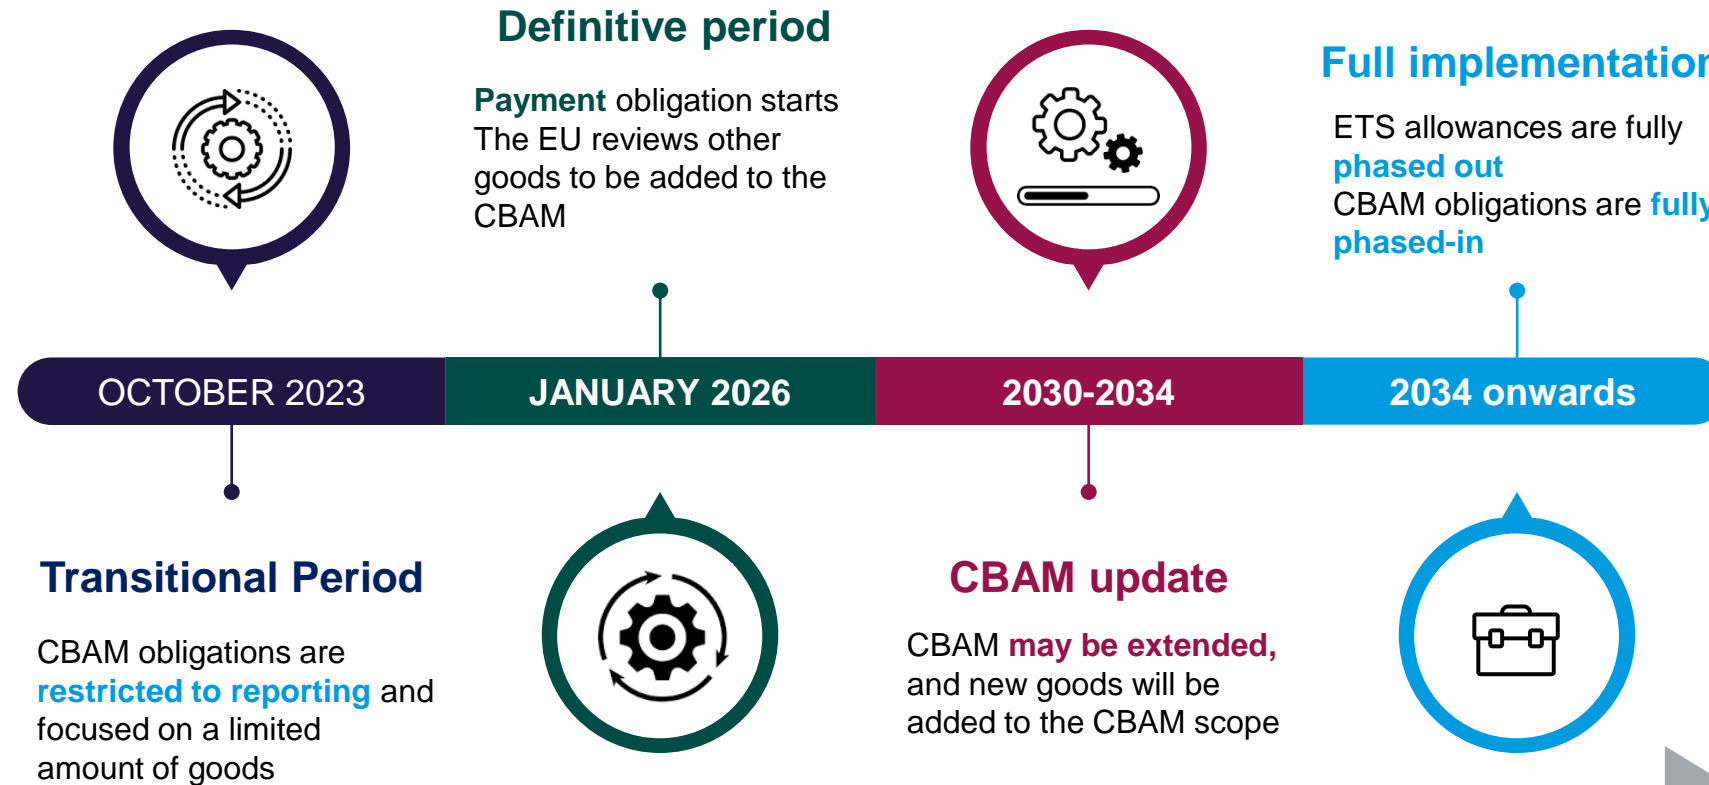 Definitive period
Payment obligation starts
The EU reviews other
goods to be added to the
CBAM
Full implementation
ETS allowances are fully
phased out
CBAM obligations are fully
phased-in
OCTOBER 2023
JANUARY 2026
2030-2034
2034 onwards
Transitional Period
CBAM obligations are
restricted to reporting and
focused on a limited
amount of goods
CBAM update
CBAM may be extended,
and new goods will be
added to the CBAM scope